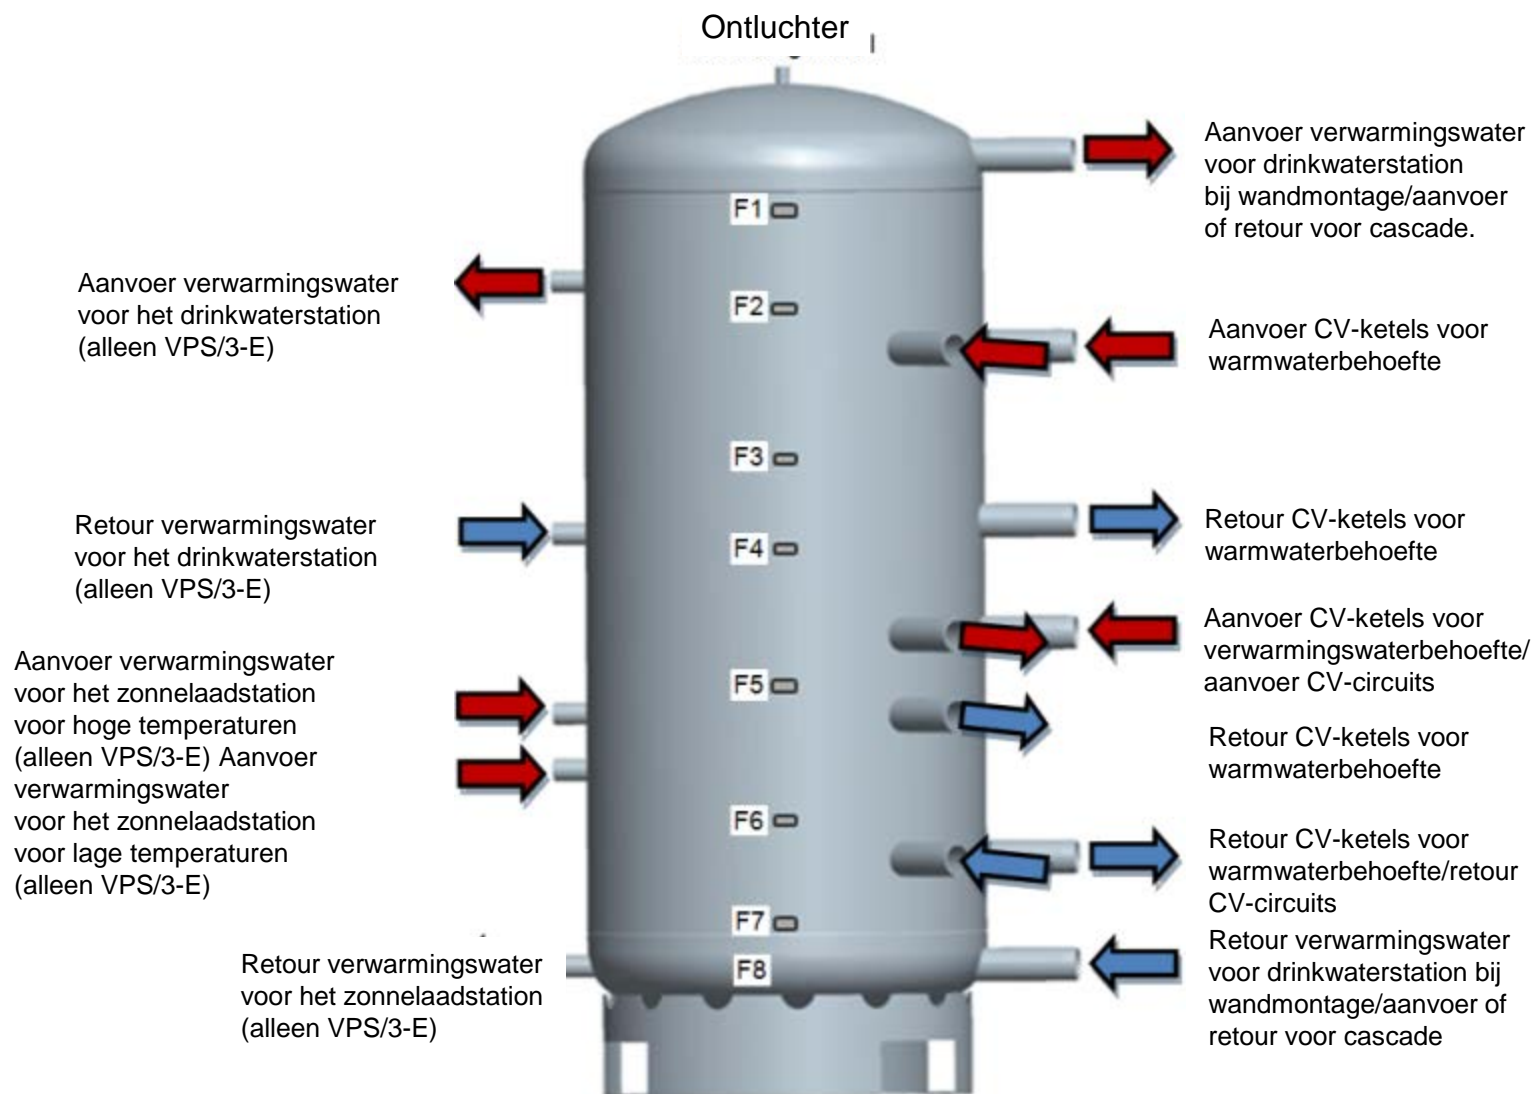 Ontluchter
Aanvoer verwarmingswater
voor drinkwaterstation
bij wandmontage/aanvoer
of retour voor cascade.
F1
Aanvoer verwarmingswater
voor het drinkwaterstation
(alleen VPS/3-E)
F2
Aanvoer CV-ketels voor
warmwaterbehoefte
F3
Retour verwarmingswater
voor het drinkwaterstation
(alleen VPS/3-E)
F4
Retour CV-ketels voor
warmwaterbehoefte
Aanvoer CV-ketels voor
verwarmingswaterbehoefte/
aanvoer CV-circuits
Aanvoer verwarmingswater
voor het zonnelaadstation
voor hoge temperaturen
(alleen VPS/3-E) Aanvoer
verwarmingswater
voor het zonnelaadstation
voor lage temperaturen
(alleen VPS/3-E)
F5
Retour CV-ketels voor
warmwaterbehoefte
F6
Retour CV-ketels voor
warmwaterbehoefte/retour
CV-circuits
F7
Retour verwarmingswater
voor het zonnelaadstation
(alleen VPS/3-E)
F8
Retour verwarmingswater
voor drinkwaterstation bij
wandmontage/aanvoer of
retour voor cascade